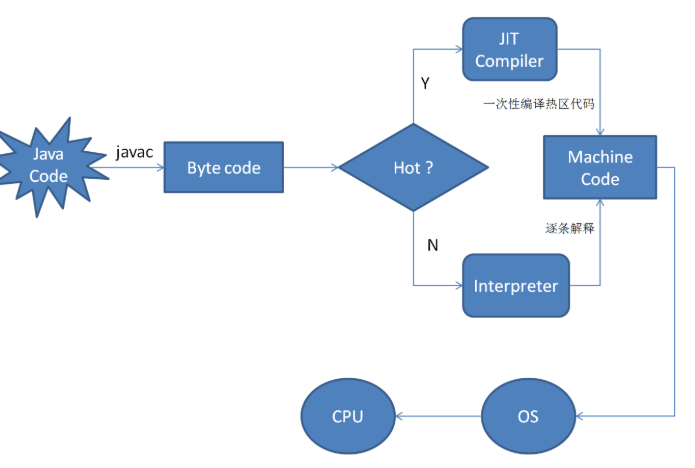 JIT
Compiler
Y
一次性编译热区代码
Java
Code
javac
Byte code
Hot ?
Machine
Code
逐条解释
N
Interpreter
CPU
OS